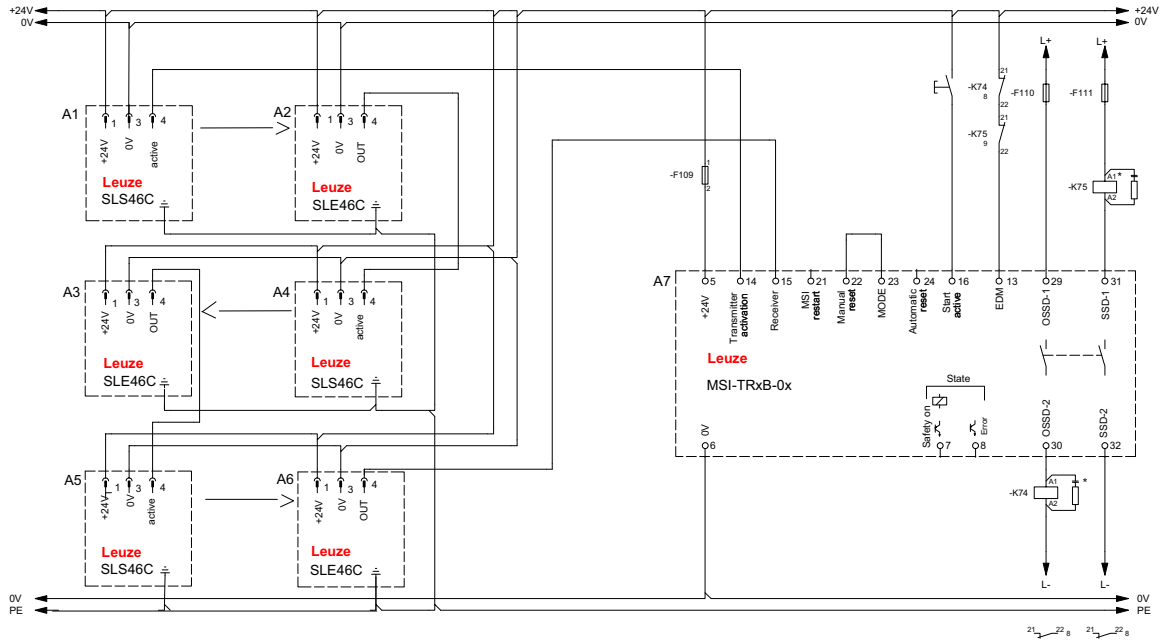 +24V +24V
0V 0V
L+ L+
A1 1 3 4
+24V 0V active
Leuze
SLS46C
A2 1 3 4
+24V 0V OUT
Leuze
SLE46C
A3 1 3 4
+24V 0V OUT
Leuze
SLE46C
A4 1 3 4
+24V 0V active
Leuze
SLS46C
A5 1 3 4
+24V 0V active
Leuze
SLS46C
A6 1 3 4
+24V 0V OUT
Leuze
SLE46C
-F109 1 2
-K74 8 21 22
-K75 9 21 22
-F110
-F111
-K75 A1 * A2
A7
5 14 15 21 22 23 24 16 13 29 31
+24V
Transmitter activation
Receiver
MSI restart
Manual reset
MODE
Automatic reset
Start active
EDM
OSSD-1
SSD-1
Leuze
MSI-TRxB-0x
State
Safety on
Error
0V
OSSD-2
SSD-2
6 7 8 30 32
-K74 A1 A2 *
L- L-
0V 0V
PE PE
21 22 8 21 22 8